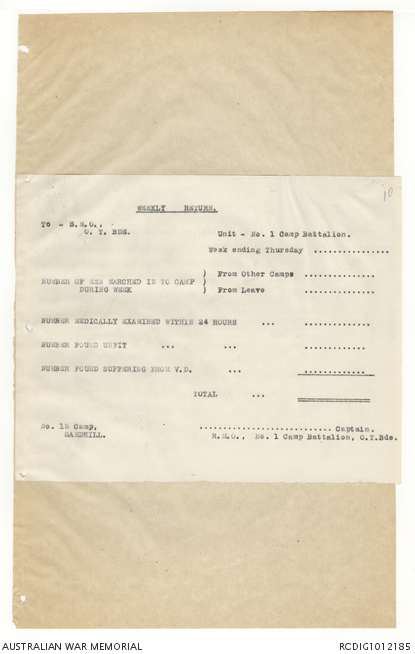 10
WEEKLY RETURN.
To - S.M.O.,
O. T. Bde.
Unit - No. 1 Camp Battalion.
Week ending Thursday ................
NUMBER OF MEN MARCHED IN TO CAMP DURING WEEK ) From Other Camps ..............
) From Leave ..............
NUMBER MEDICALLY EXAMINED WITHIN 24 HOURS ... ..............
NUMBER FOUND UNFIT ... ... .............
NUMBER FOUND SUFFERING FROM V.D. ... .............
TOTAL ...
No. 15 Camp,
SANDHILL.
............................Captain.
R.M.O., No. 1 Camp Battalion, O.T.Bde.
AUSTRALIAN WAR MEMORIAL
RCDIG1012185